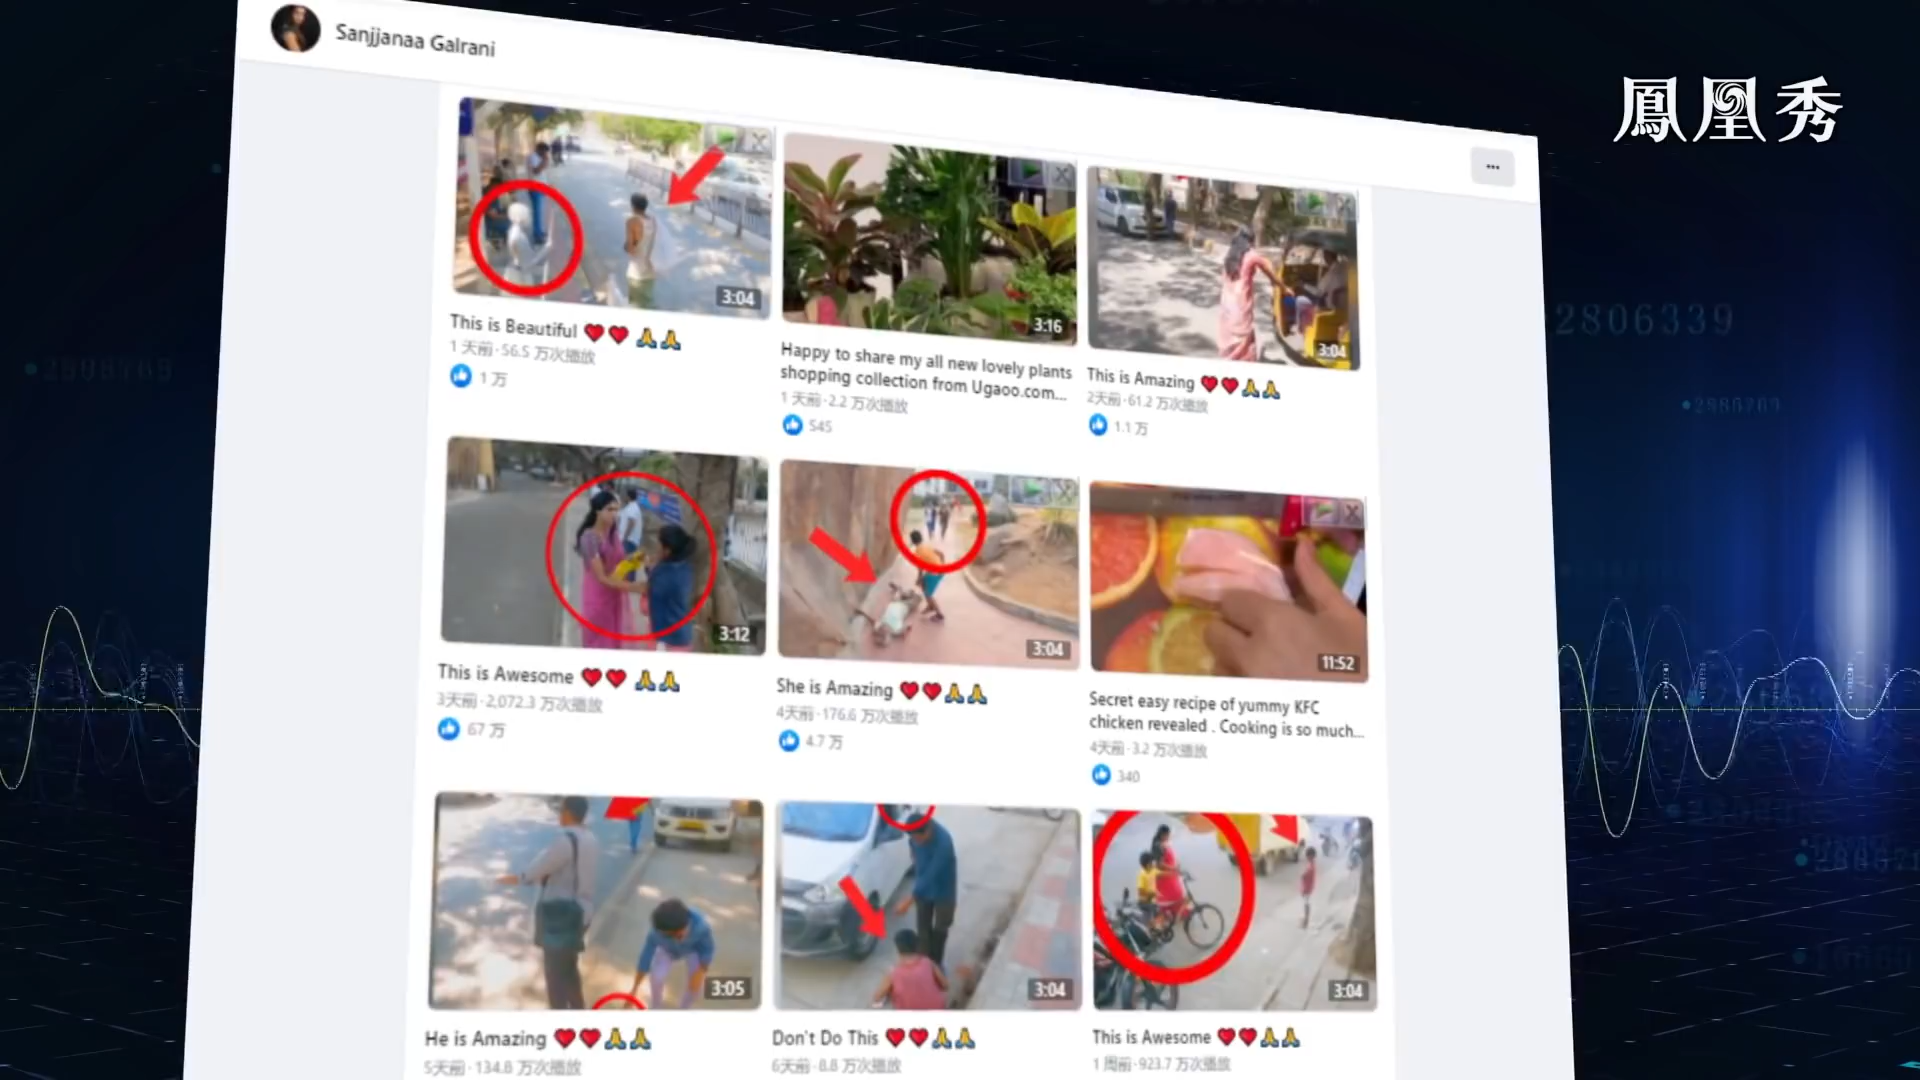 Sanjjanaa Galrani
鳳凰秀
...
3:04
3:16
3:04
This is Beautiful ❤❤ 🙏🙏
1 天前·56.5 万次播放
1 万
Happy to share my all new lovely plants
shopping collection from Ugaoo.com...
1 天前·2.2 万次播放
545
This is Amazing ❤❤🙏🙏
2天前·61.2 万次播放
1.1 万
3:12
3:04
11:52
This is Awesome ❤❤ 🙏🙏
3天前·2,072.3 万次播放
67 万
She is Amazing ❤❤🙏🙏
4天前·176.6 万次播放
4.7 万
Secret easy recipe of yummy KFC
chicken revealed . Cooking is so much...
4天前·3.2 万次播放
340
3:05
3:04
3:04
He is Amazing ❤❤🙏🙏
5天前·134.8 万次播放
Don't Do This ❤❤🙏🙏
6天前·8.8 万次播放
This is Awesome ❤❤🙏🙏
1 周前·923.7 万次播放
2806339